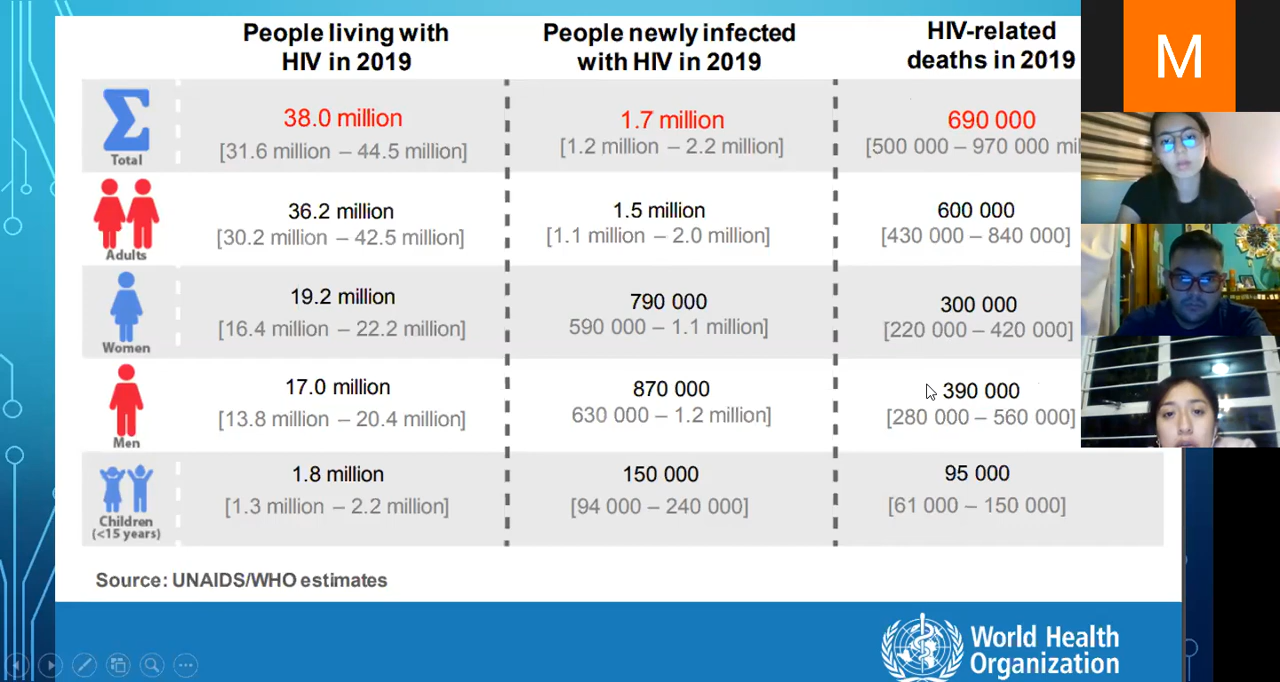 People living with
HIV in 2019
People newly infected
with HIV in 2019
HIV-related
deaths in 2019
M
Total
38.0 million
[31.6 million – 44.5 million]
1.7 million
[1.2 million – 2.2 million]
690 000
[500 000 – 970 000
Adults
36.2 million
[30.2 million – 42.5 million]
1.5 million
[1.1 million – 2.0 million]
600 000
[430 000 – 840 000]
Women
19.2 million
[16.4 million – 22.2 million]
790 000
590 000 – 1.1 million]
300 000
[220 000 – 420 000]
Men
17.0 million
[13.8 million – 20.4 million]
870 000
630 000 – 1.2 million]
390 000
[280 000 – 560 000]
Children
(<15 years)
1.8 million
[1.3 million – 2.2 million]
150 000
[94 000 – 240 000]
95 000
[61 000 – 150 000]
Source: UNAIDS/WHO estimates
World Health
Organization